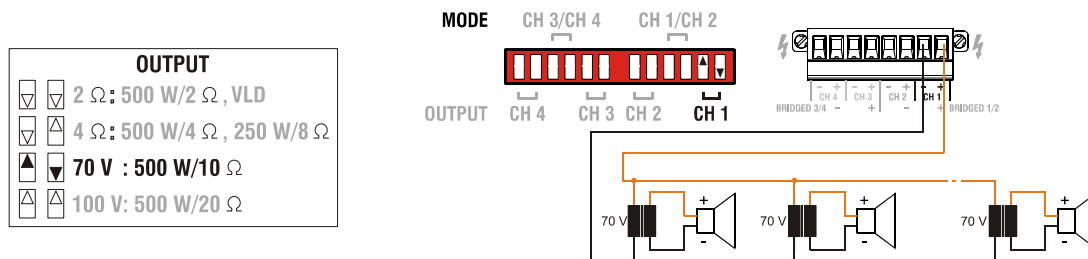 OUTPUT
2 Ω: 500 W/2 Ω , VLD
4 Ω: 500 W/4 Ω , 250 W/8 Ω
70 V : 500 W/10 Ω
100 V: 500 W/20 Ω
MODE CH 3/CH 4 CH 1/CH 2
OUTPUT CH 4 CH 3 CH 2 CH 1
- + - + - + - +
CH 4 CH 3 CH 2 CH 1
BRIDGED 3/4 - + - + BRIDGED 1/2
70 V + -
70 V + -
70 V + -